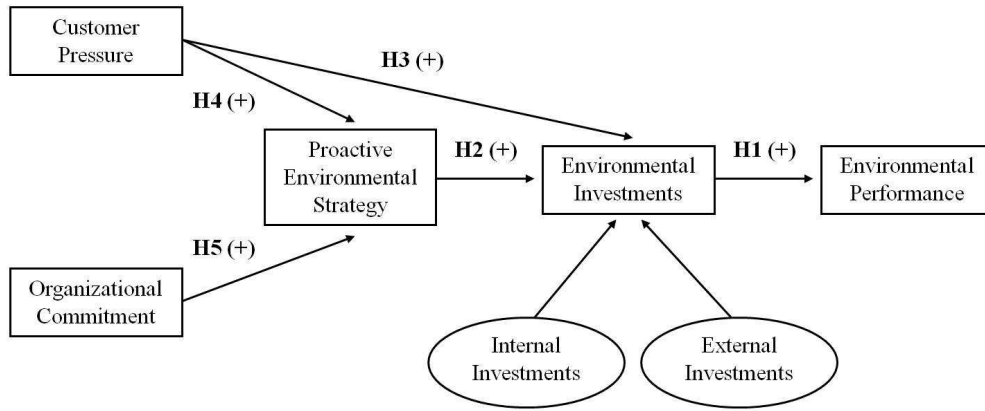 Customer
Pressure
H3 (+)
H4 (+)
Proactive
Environmental
Strategy
H2 (+)
Environmental
Investments
H1 (+)
Environmental
Performance
H5 (+)
Organizational
Commitment
Internal
Investments
External
Investments